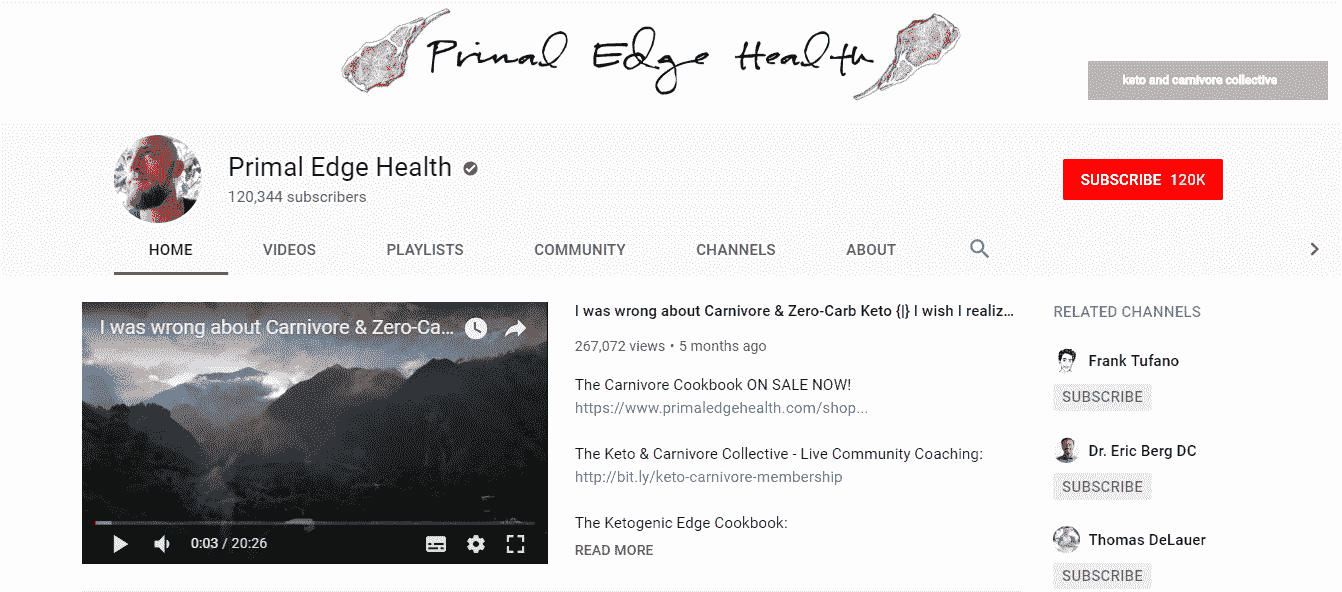 Primal Edge Health
keto and carnivore collective
Primal Edge Health
120,344 subscribers
SUBSCRIBE 120K
HOME VIDEOS PLAYLISTS COMMUNITY CHANNELS ABOUT
I was wrong about Carnivore & Zero-Ca...
0:03 / 20:26
I was wrong about Carnivore & Zero-Carb Keto {|} I wish I realiz...
267,072 views • 5 months ago
The Carnivore Cookbook ON SALE NOW!
https://www.primaledgehealth.com/shop...
The Keto & Carnivore Collective - Live Community Coaching:
http://bit.ly/keto-carnivore-membership
The Ketogenic Edge Cookbook:
READ MORE
RELATED CHANNELS
Frank Tufano
SUBSCRIBE
Dr. Eric Berg DC
SUBSCRIBE
Thomas DeLauer
SUBSCRIBE